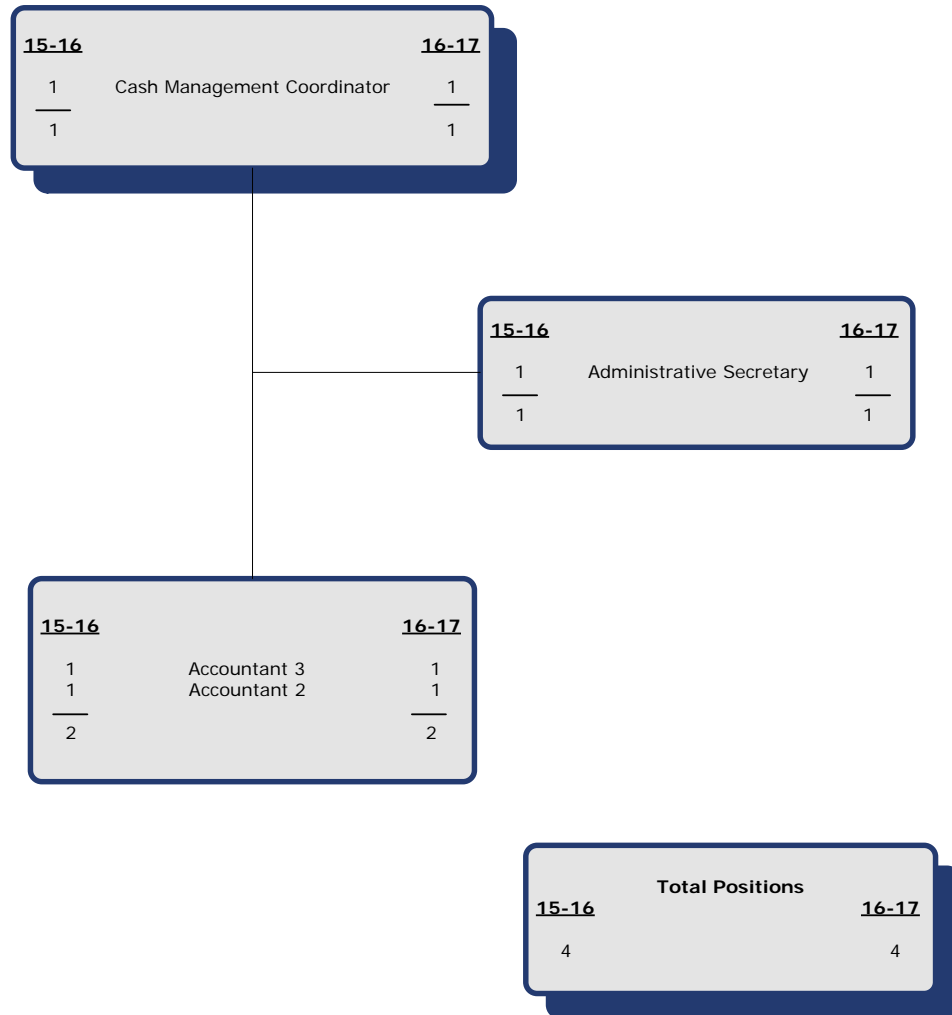 15-16 16-17
1 Cash Management Coordinator 1
1 1
15-16 16-17
1 Administrative Secretary 1
1 1
15-16 16-17
1 Accountant 3 1
1 Accountant 2 1
2 2
Total Positions
15-16 16-17
4 4